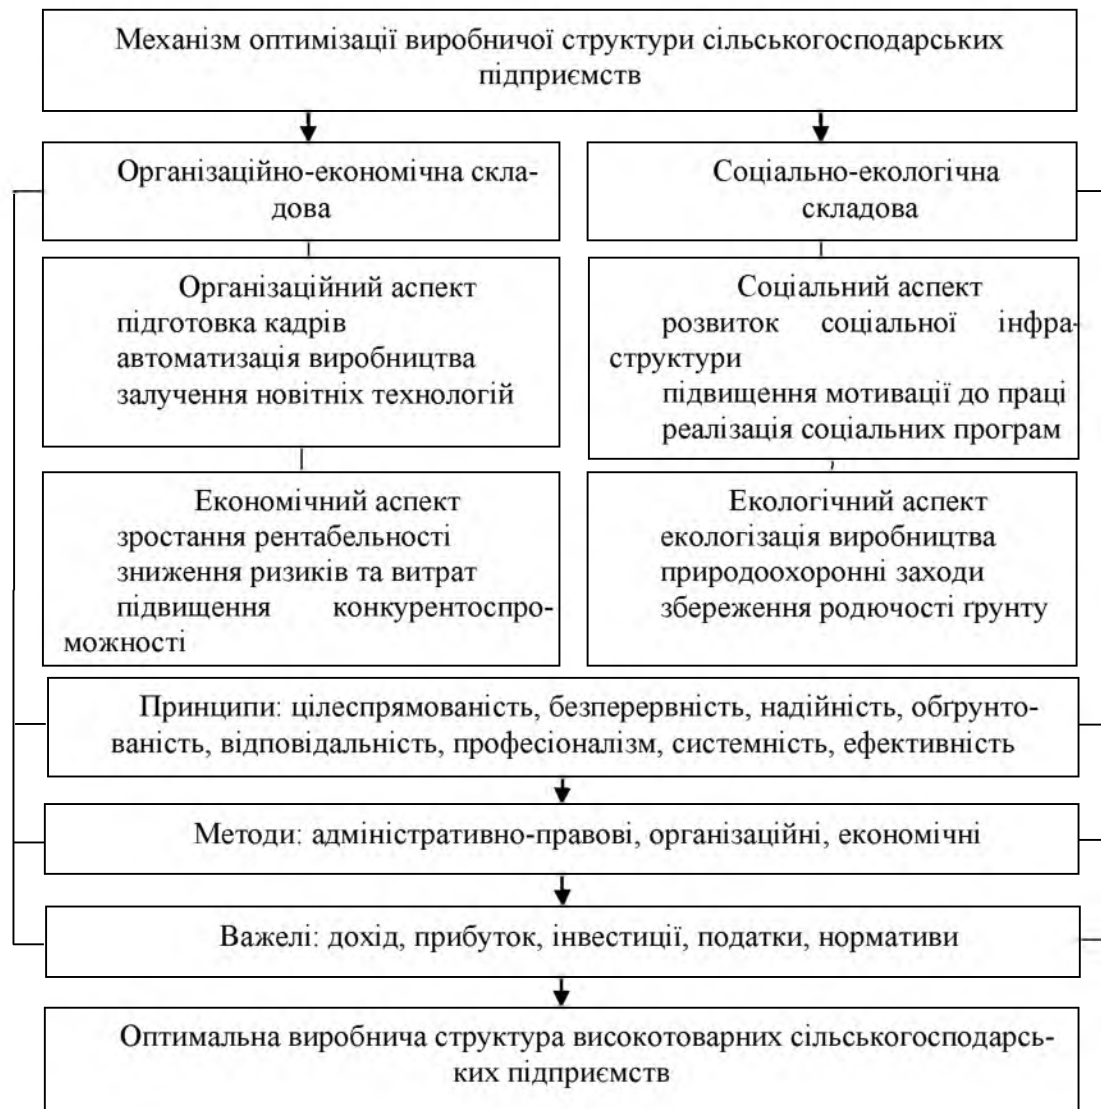 Механізм оптимізації виробничої структури сільськогосподарських
підприємств
Організаційно-економічна скла-
дова
Соціально-екологічна
складова
Організаційний аспект
підготовка кадрів
автоматизація виробництва
залучення новітніх технологій
Соціальний аспект
розвиток соціальної інфра-
структури
підвищення мотивації до праці
реалізація соціальних програм
Економічний аспект
зростання рентабельності
зниження ризиків та витрат
підвищення конкурентоспро-
можності
Екологічний аспект
екологізація виробництва
природоохоронні заходи
збереження родючості ґрунту
Принципи: цілеспрямованість, безперервність, надійність, обґрунто-
ваність, відповідальність, професіоналізм, системність, ефективність
Методи: адміністративно-правові, організаційні, економічні
Важелі: дохід, прибуток, інвестиції, податки, нормативи
Оптимальна виробнича структура високотоварних сільськогосподарсь-
ких підприємств